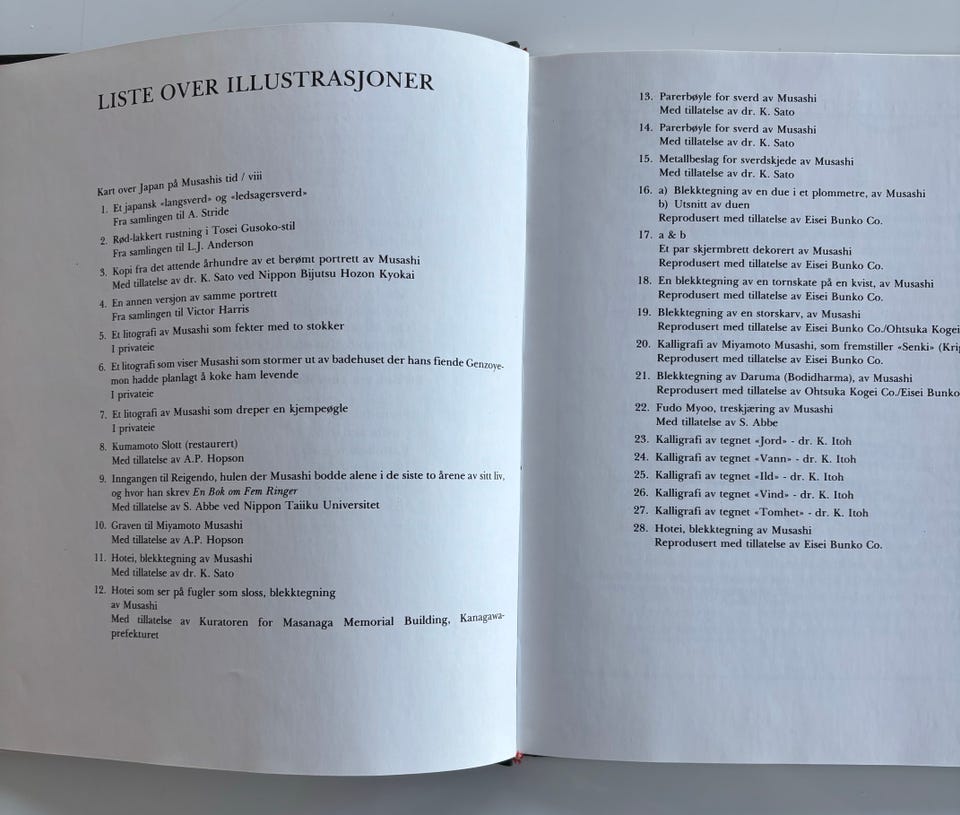 LISTE OVER ILLUSTRASJONER
Kart over Japan på Musashis tid / viii
1. Et japansk «langsverd» og «ledsagersverd»
Fra samlingen til A. Stride
2. Rød-lakkert rustning i Tosei Gusoko-stil
Fra samlingen til L.J. Anderson
3. Kopi fra det attende århundre av et berømt portrett av Musashi
Med tillatelse av dr. K. Sato ved Nippon Bijutsu Hozon Kyokai
4. En annen versjon av samme portrett
Fra samlingen til Victor Harris
5. Et litografi av Musashi som fekter med to stokker
I privateie
6. Et litografi som viser Musashi som stormer ut av badehuset der hans fiende Genzoye-
mon hadde planlagt å koke ham levende
I privateie
7. Et litografi av Musashi som dreper en kjempeøgle
I privateie
8. Kumamoto Slott (restaurert)
Med tillatelse av A.P. Hopson
9. Inngangen til Reigendo, hulen der Musashi bodde alene i de siste to årene av sitt liv,
og hvor han skrev En Bok om Fem Ringer
Med tillatelse av S. Abbe ved Nippon Taiiku Universitet
10. Graven til Miyamoto Musashi
Med tillatelse av A.P. Hopson
11. Hotei, blekktegning av Musashi
Med tillatelse av dr. K. Sato
12. Hotei som ser på fugler som sloss, blekktegning
av Musashi
Med tillatelse av Kuratoren for Masanaga Memorial Building, Kanagawa-
prefekturet
13. Parerbøyle for sverd av Musashi
Med tillatelse av dr. K. Sato
14. Parerbøyle for sverd av Musashi
Med tillatelse av dr. K. Sato
15. Metallbeslag for sverdskjede av Musashi
Med tillatelse av dr. K. Sato
16. a) Blekktegning av en due i et plommetre, av Musashi
b) Utsnitt av duen
Reprodusert med tillatelse av Eisei Bunko Co.
17. a & b
Et par skjermbrett dekorert av Musashi
Reprodusert med tillatelse av Eisei Bunko Co.
18. En blekktegning av en tornskate på en kvist, av Musashi
Reprodusert med tillatelse av Eisei Bunko Co.
19. Blekktegning av en storskarv, av Musashi
Reprodusert med tillatelse av Eisei Bunko Co./Ohtsuka Kogei
20. Kalligrafi av Miyamoto Musashi, som fremstiller «Senki»
Reprodusert med tillatelse av Eisei Bunko Co.
21. Blekktegning av Daruma (Bodidharma), av Musashi
Reprodusert med tillatelse av Ohtsuka Kogei Co./Eisei Bunko
22. Fudo Myoo, treskjæring av Musashi
Med tillatelse av S. Abbe
23. Kalligrafi av tegnet «Jord» - dr. K. Itoh
24. Kalligrafi av tegnet «Vann» - dr. K. Itoh
25. Kalligrafi av tegnet «Ild» - dr. K. Itoh
26. Kalligrafi av tegnet «Vind» - dr. K. Itoh
27. Kalligrafi av tegnet «Tomhet» - dr. K. Itoh
28. Hotei, blekktegning av Musashi
Reprodusert med tillatelse av Eisei Bunko Co.